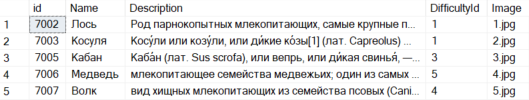 id Name Description DifficultyId Image
1 7002 Лось Род парнокопытных млекопитающих, самые крупные п... 1 1.jpg
2 7003 Косуля Косу́ли или козу́ли, или ди́кие ко́зы[1] (лат. Capreolus) ... 1 2.jpg
3 7005 Кабан Каба́н (лат. Sus scrofa), или вепрь, или ди́кая свинья́, —... 3 3.jpg
4 7006 Медведь млекопитающее семейства медвежьих; один из самых ... 5 4.jpg
5 7007 Волк вид хищных млекопитающих из семейства псовых (Cani... 4 5.jpg